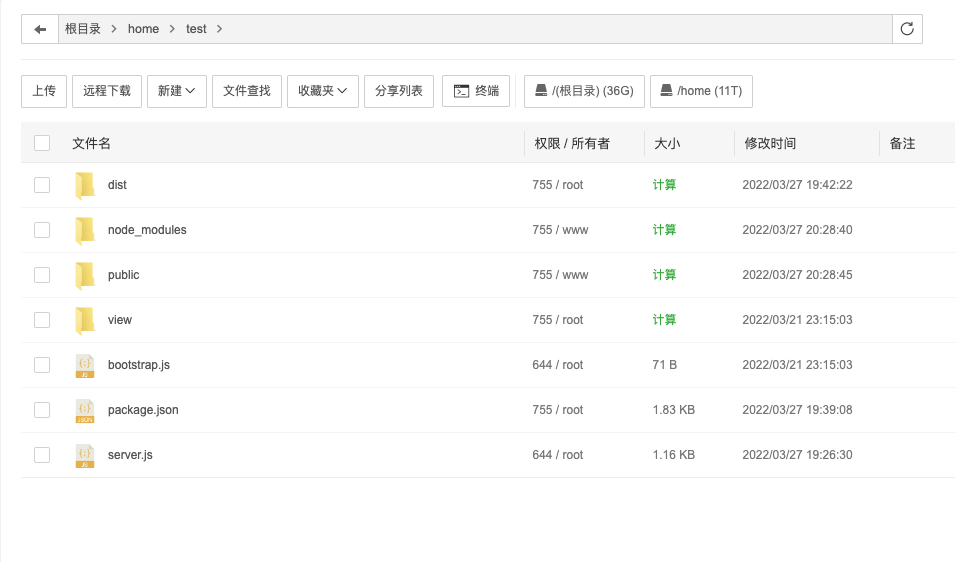 根目录 home test
上传 远程下载 新建 文件查找 收藏夹 分享列表 终端 /(根目录) (36G) /home (11T)
文件名 权限 / 所有者 大小 修改时间 备注
dist 755 / root 计算 2022/03/27 19:42:22
node_modules 755 / www 计算 2022/03/27 20:28:40
public 755 / www 计算 2022/03/27 20:28:45
view 755 / root 计算 2022/03/21 23:15:03
JS bootstrap.js 644 / root 71 B 2022/03/21 23:15:03
JSON package.json 755 / root 1.83 KB 2022/03/27 19:39:08
JS server.js 644 / root 1.16 KB 2022/03/27 19:26:30